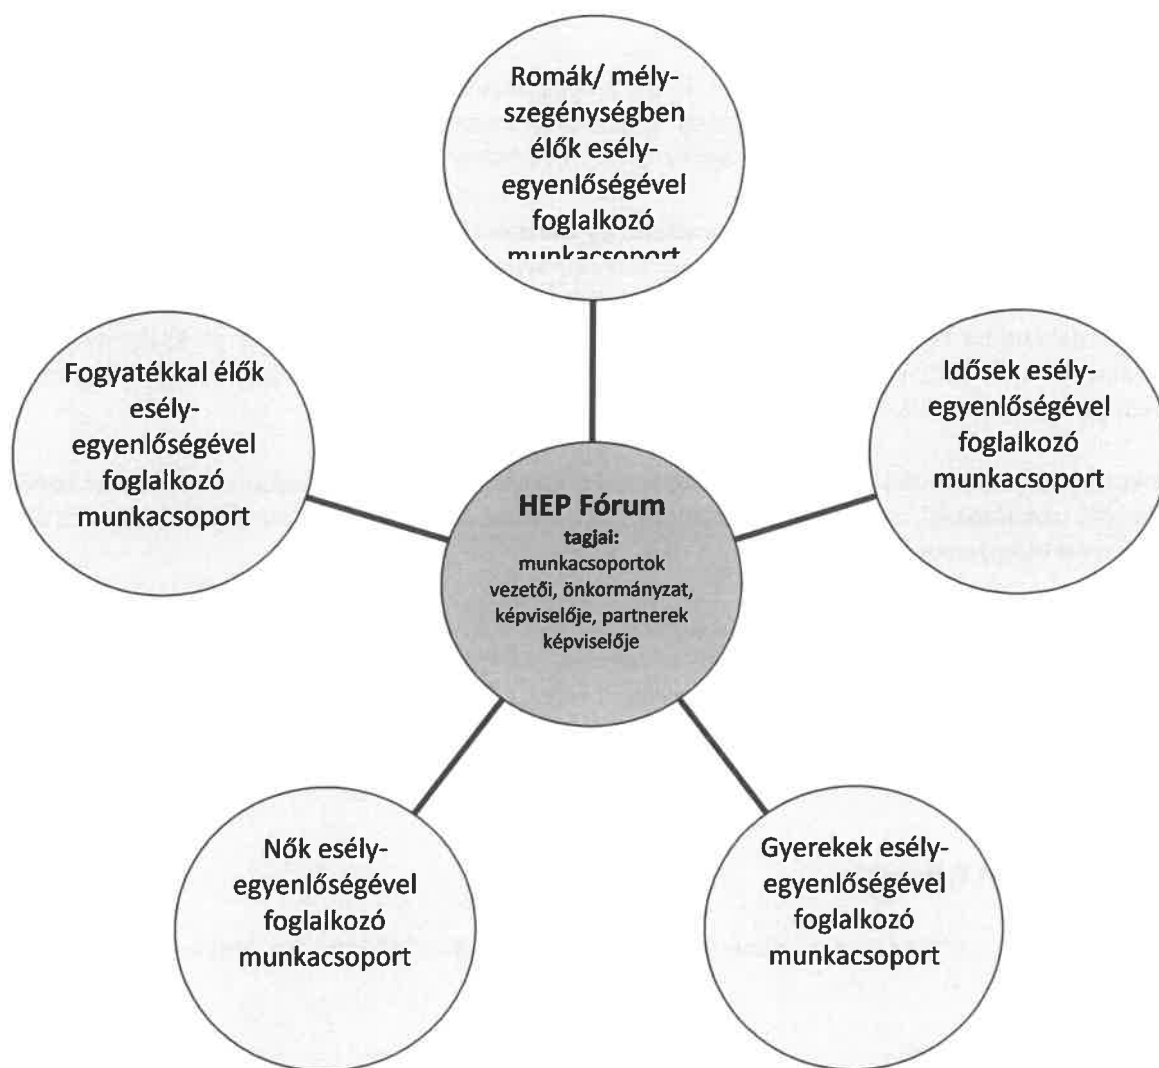 Romák/ mély-
szegénységben
élők esély-
egyenlőségével
foglalkozó
munkacsoport
Fogyatékkal élők
esély-
egyenlőségével
foglalkozó
munkacsoport
Idősek esély-
egyenlőségével
foglalkozó
munkacsoport
HEP Fórum
tagjai:
munkacsoportok
vezetői, önkormányzat,
képviselője, partnerek
képviselője
Nők esély-
egyenlőségével
foglalkozó
munkacsoport
Gyerekek esély-
egyenlőségével
foglalkozó
munkacsoport